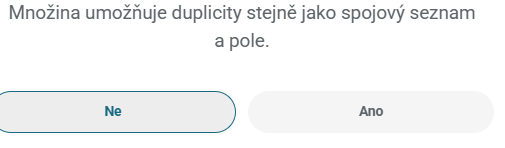 Množina umožňuje duplicity stejně jako spojový seznam
a pole.
Ne
Ano